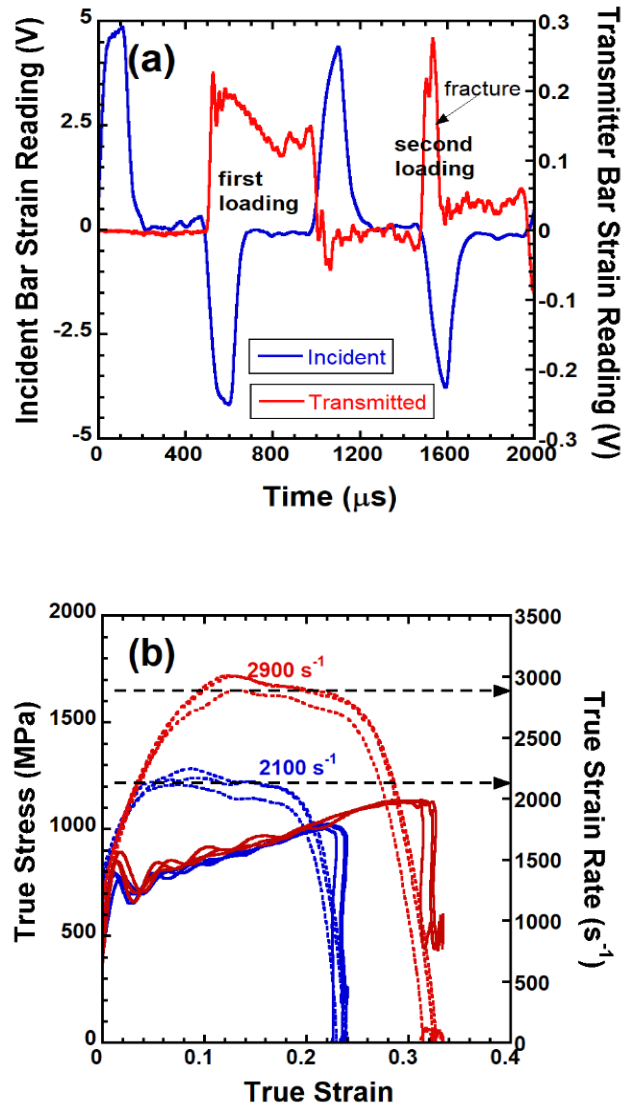 (a)
Incident Bar Strain Reading (V)
5
2.5
0
-2.5
-5
Transmitter Bar Strain Reading (V)
0.3
0.2
0.1
0
-0.1
-0.2
-0.3
fracture
second
loading
first
loading
Incident
Transmitted
0 400 800 1200 1600 2000
Time (μs)
(b)
True Stress (MPa)
2000
1500
1000
500
0
True Strain Rate (s⁻¹)
3500
3000
2500
2000
1500
1000
500
0
2900 s⁻¹
2100 s⁻¹
0 0.1 0.2 0.3 0.4
True Strain